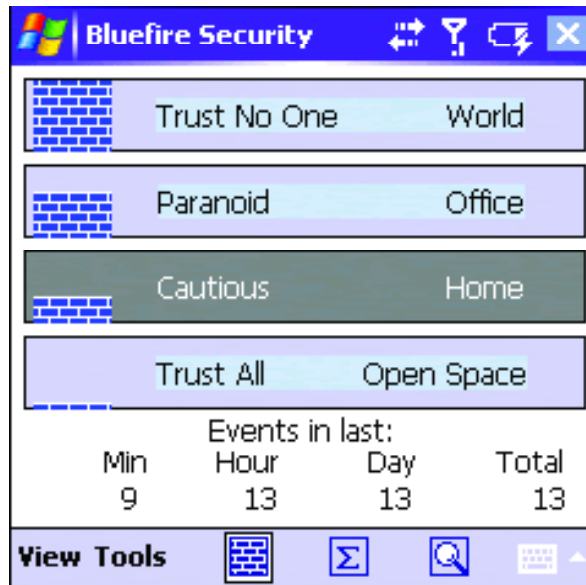 Bluefire Security
Trust No One World
Paranoid Office
Cautious Home
Trust All Open Space
Events in last:
Min Hour Day Total
9 13 13 13
View Tools Σ